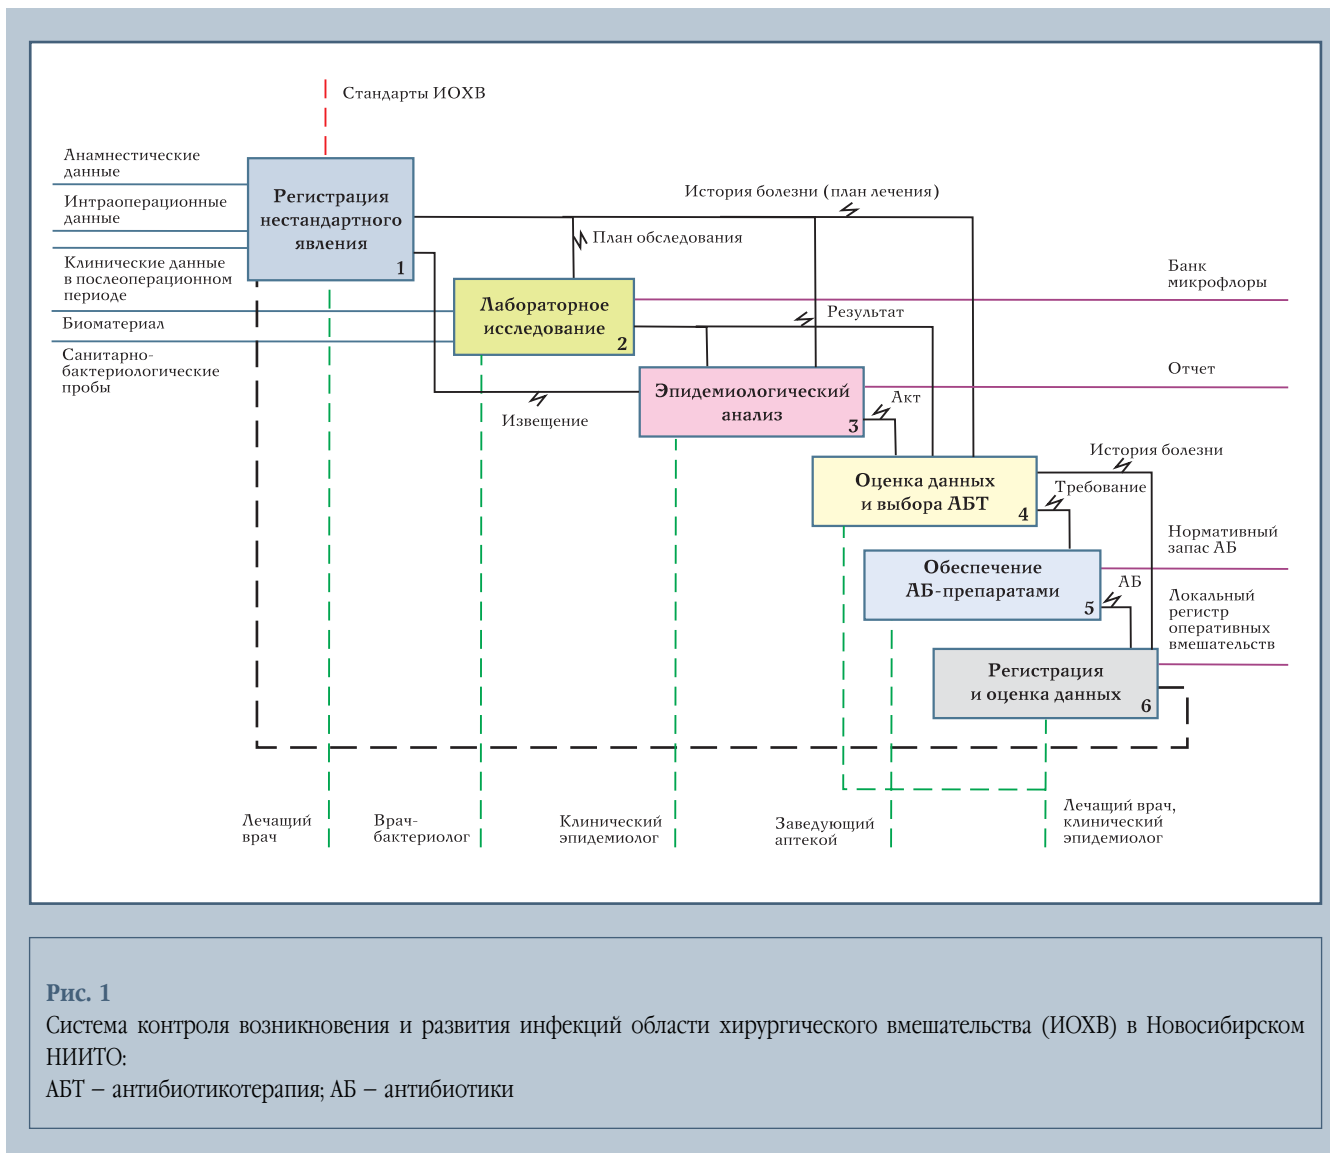 Стандарты ИОХВ
Анамнестические
данные
Интраоперационные
данные
Клинические данные
в послеоперационном
периоде
Биоматериал
Санитарно-
бактериологические
пробы
Регистрация
нестандартного
явления
1
История болезни (план лечения)
План обследования
Лабораторное
исследование
2
Банк
микрофлоры
Результат
Эпидемиологический
анализ
3
Отчет
Акт
Извещение
Оценка данных
и выбора АБТ
4
История болезни
Требование
Обеспечение
АБ-препаратами
5
Нормативный
запас АБ
АБ
Локальный
регистр
оперативных
вмешательств
Регистрация
и оценка данных
6
Лечащий
врач
Врач-
бактериолог
Клинический
эпидемиолог
Заведующий
аптекой
Лечащий врач,
клинический
эпидемиолог
Рис. 1
Система контроля возникновения и развития инфекций области хирургического вмешательства (ИОХВ) в Новосибирском
НИИТО:
АБТ – антибиотикотерапия; АБ – антибиотики